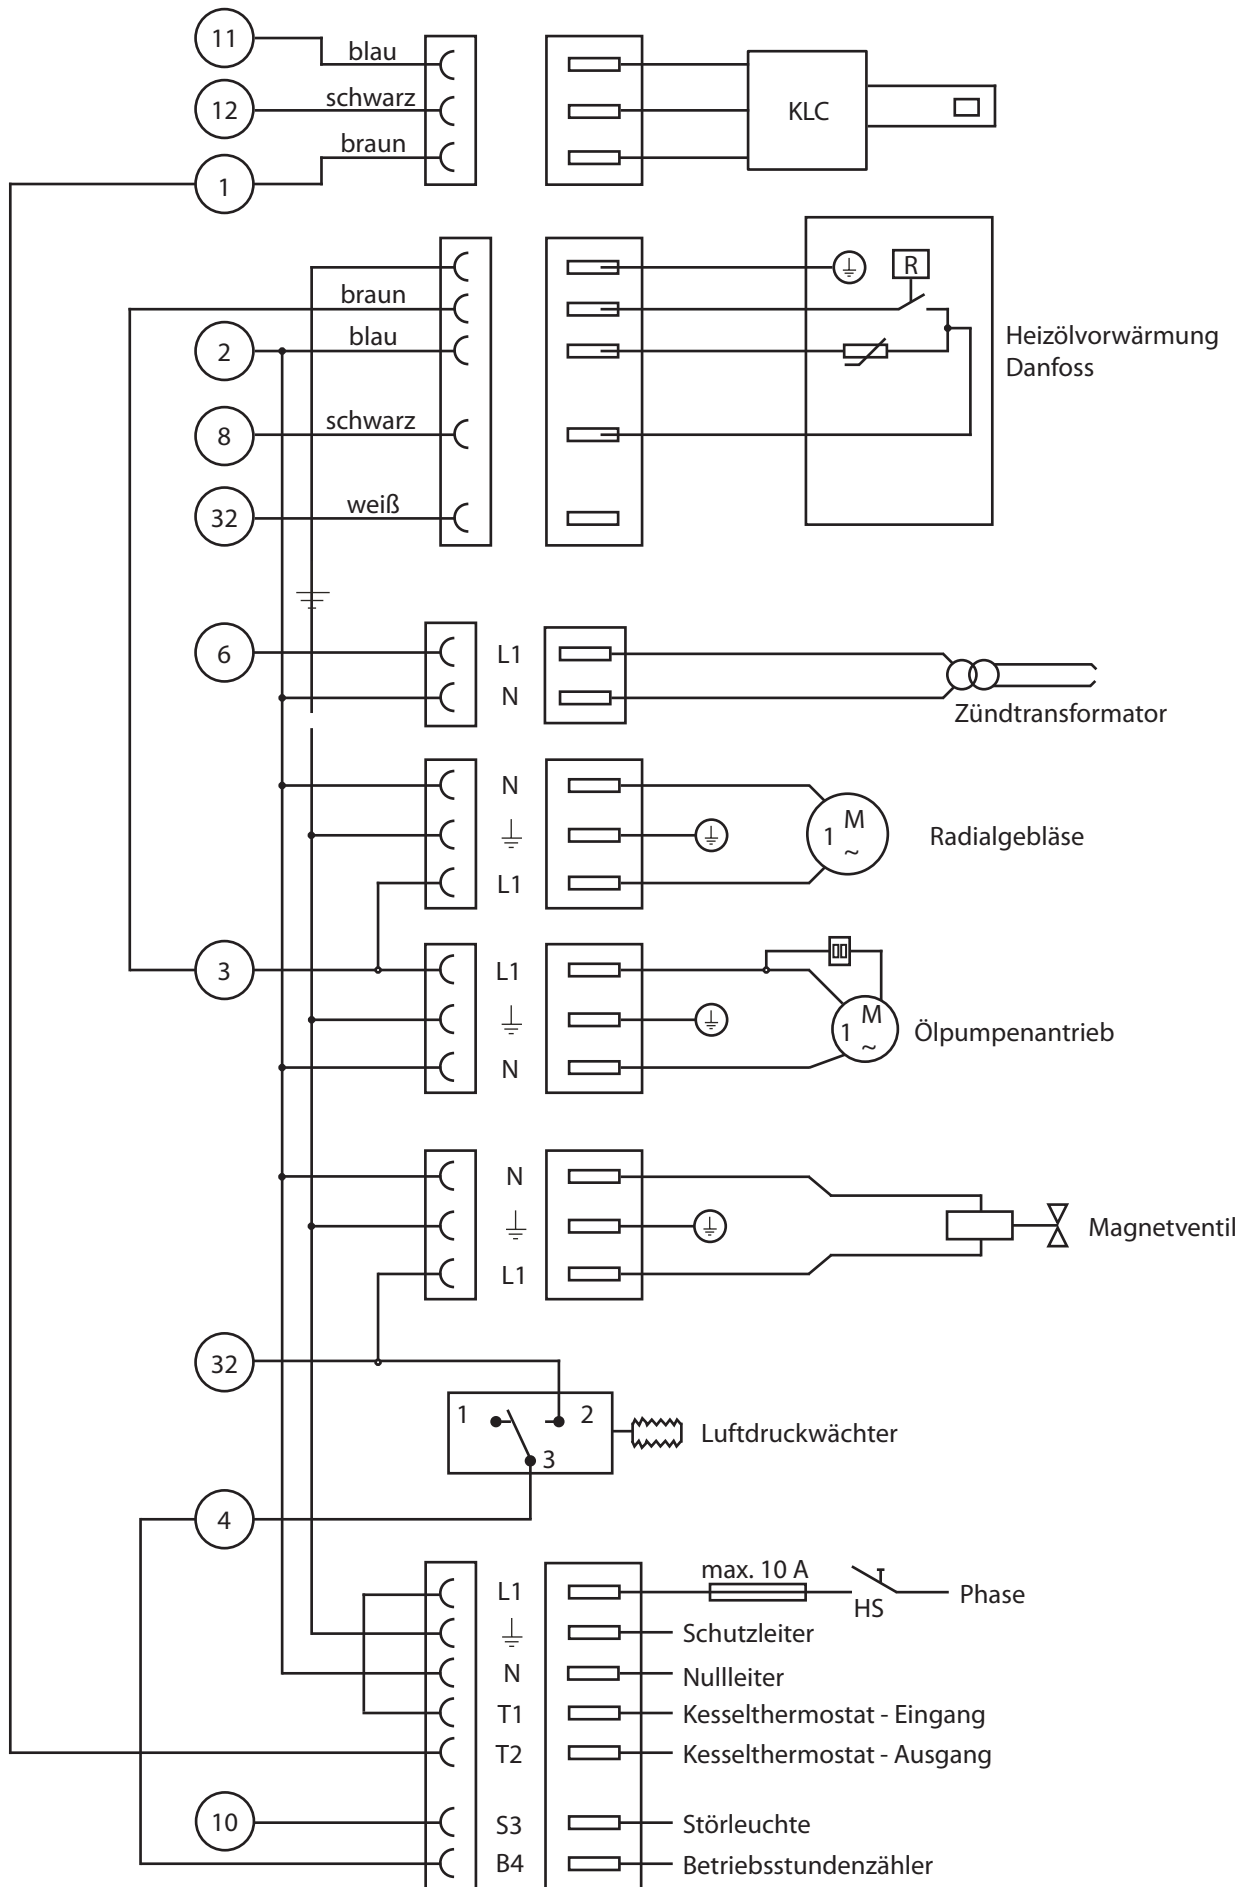 11
blau
12
schwarz
KLC
braun
1
R
braun
2
blau
Heizölvorwärmung
Danfoss
8
schwarz
32
weiß
6
L1
N
Zündtransformator
N
1 M
~
Radialgebläse
L1
3
L1
1 M
~
Ölpumpenantrieb
N
N
Magnetventil
L1
32
1
2
3
Luftdruckwächter
4
L1
max. 10 A
HS
Phase
Schutzleiter
N
Nullleiter
T1
Kesselthermostat - Eingang
T2
Kesselthermostat - Ausgang
10
S3
Störleuchte
B4
Betriebsstundenzähler